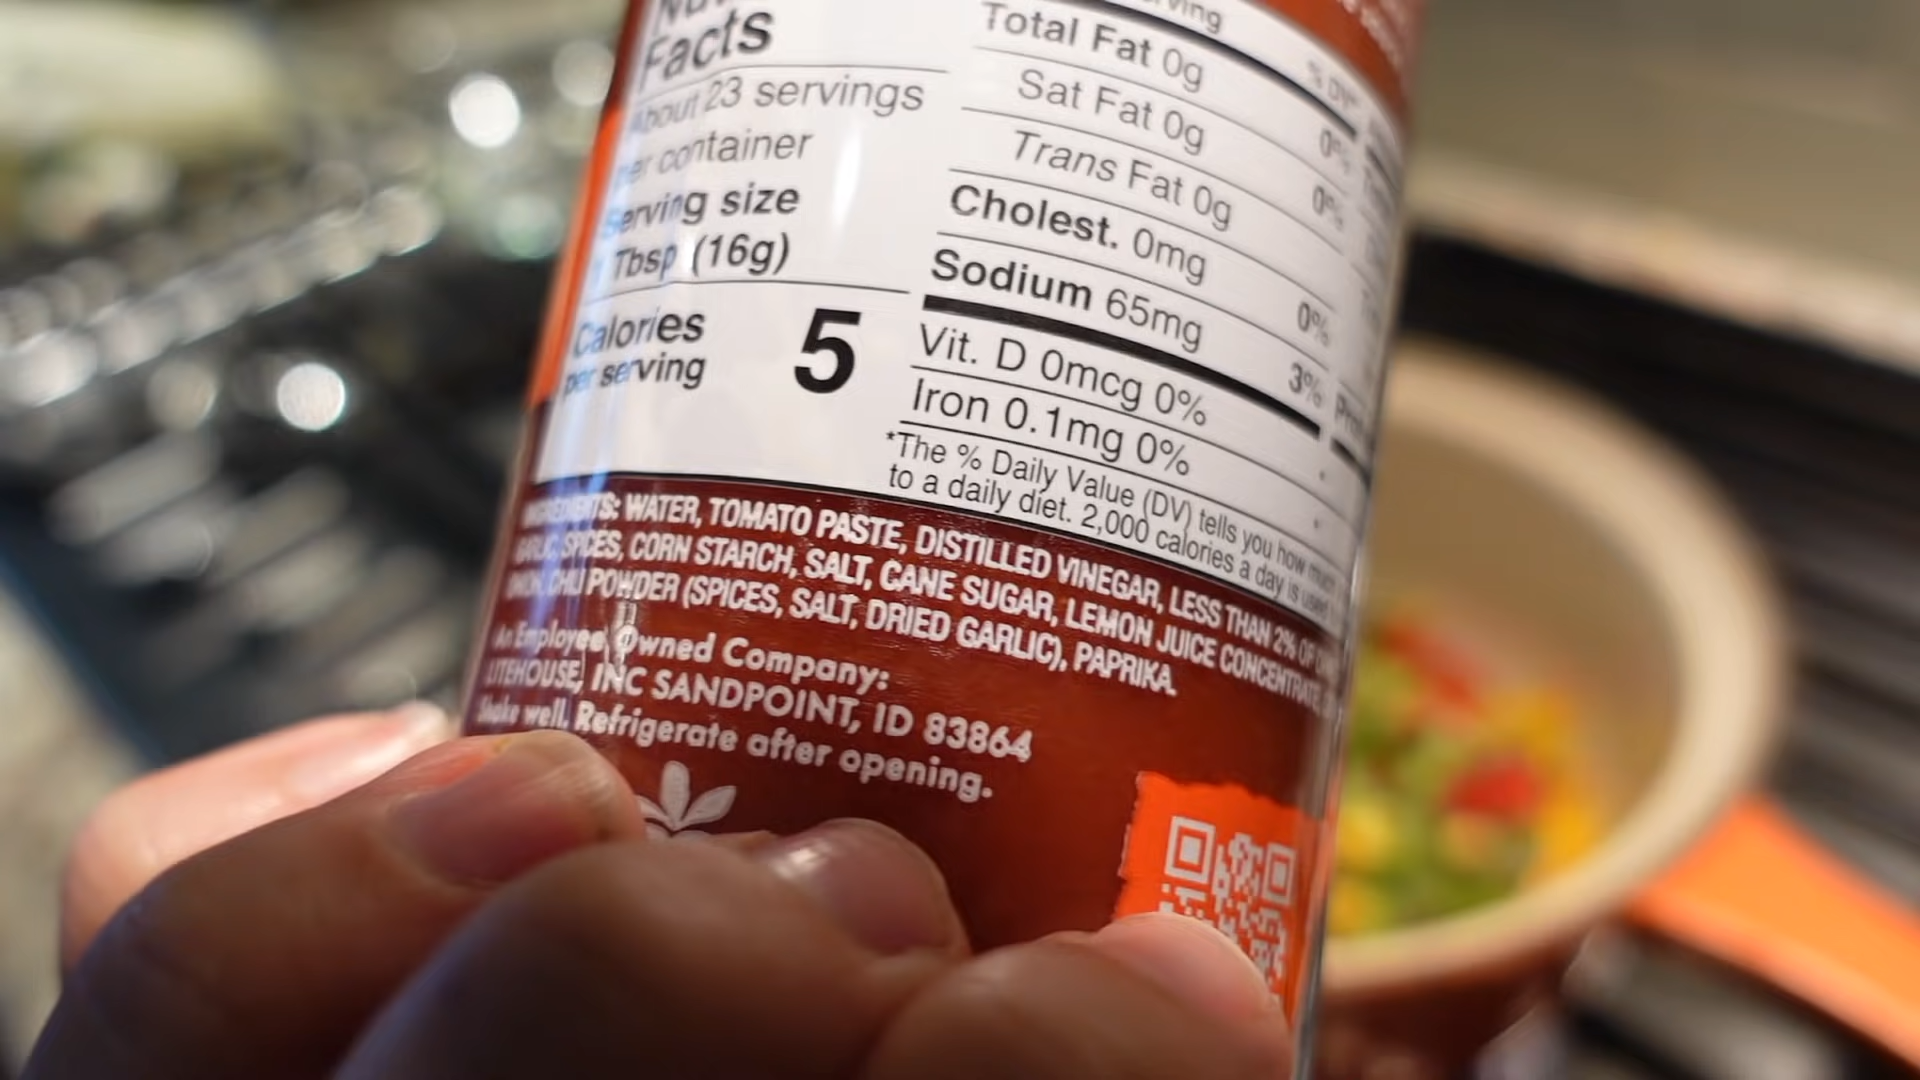 Facts
About 23 servings
per container
Serving size
Tbsp (16g)
Calories
per serving
5
Total Fat 0g
0%
Sat Fat 0g
0%
Trans Fat 0g
Cholest. 0mg
0%
Sodium 65mg
3%
Vit. D 0mcg 0%
Iron 0.1mg 0%
*The % Daily Value (DV) tells you how much
to a daily diet. 2,000 calories a day is used
INGREDIENTS: WATER, TOMATO PASTE, DISTILLED VINEGAR, LESS THAN 2% OF
GARLIC, SPICES, CORN STARCH, SALT, CANE SUGAR, LEMON JUICE CONCENTRATE
ONION, CHILI POWDER (SPICES, SALT, DRIED GARLIC), PAPRIKA.
An Employee Owned Company:
LITEHOUSE, INC SANDPOINT, ID 83864
Shake well. Refrigerate after opening.